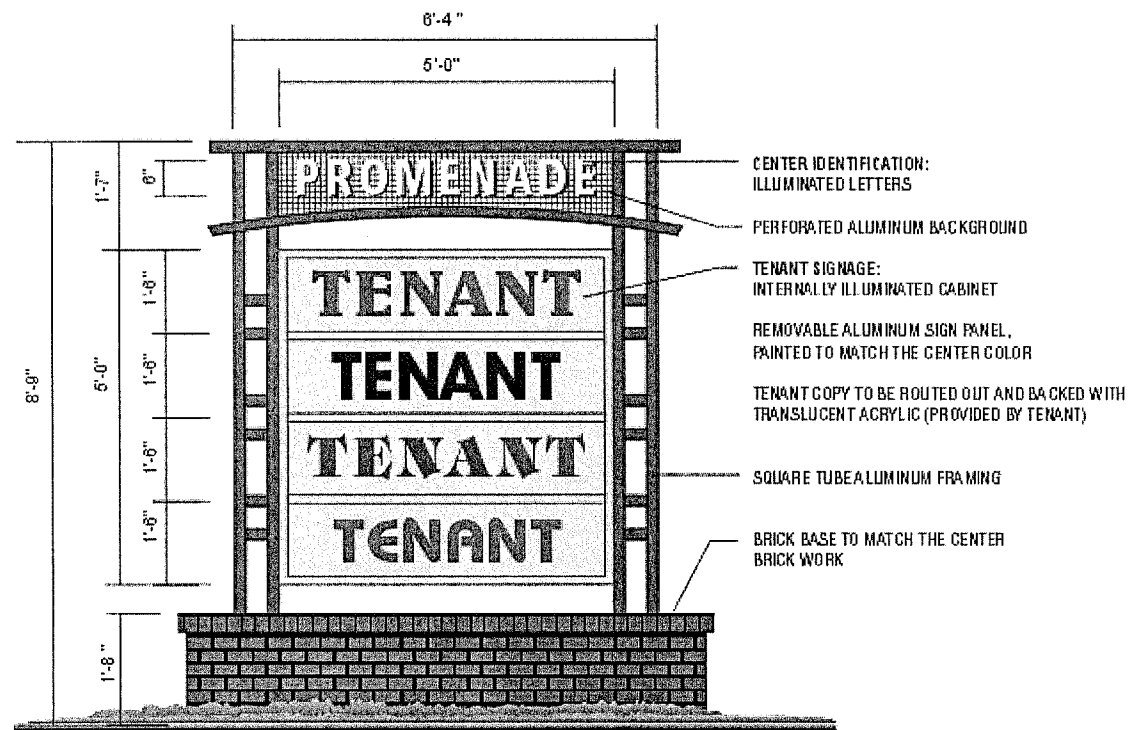 6'-4"
5'-0"
8'-9"
1'-7"
6"
PROMENADE
CENTER IDENTIFICATION:
ILLUMINATED LETTERS
PERFORATED ALUMINUM BACKGROUND
5'-0"
1'-6"
TENANT
TENANT SIGNAGE:
INTERNALLY ILLUMINATED CABINET
1'-6"
TENANT
REMOVABLE ALUMINUM SIGN PANEL,
PAINTED TO MATCH THE CENTER COLOR
TENANT COPY TO BE ROUTED OUT AND BACKED WITH
TRANSLUCENT ACRYLIC (PROVIDED BY TENANT)
1'-6"
TENANT
SQUARE TUBE ALUMINUM FRAMING
1'-6"
TENANT
BRICK BASE TO MATCH THE CENTER
BRICK WORK
1'-8"